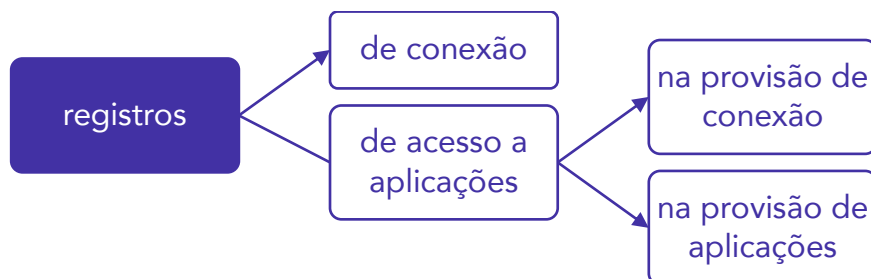 registros
de conexão
de acesso a
aplicações
na provisão de
conexão
na provisão de
aplicações